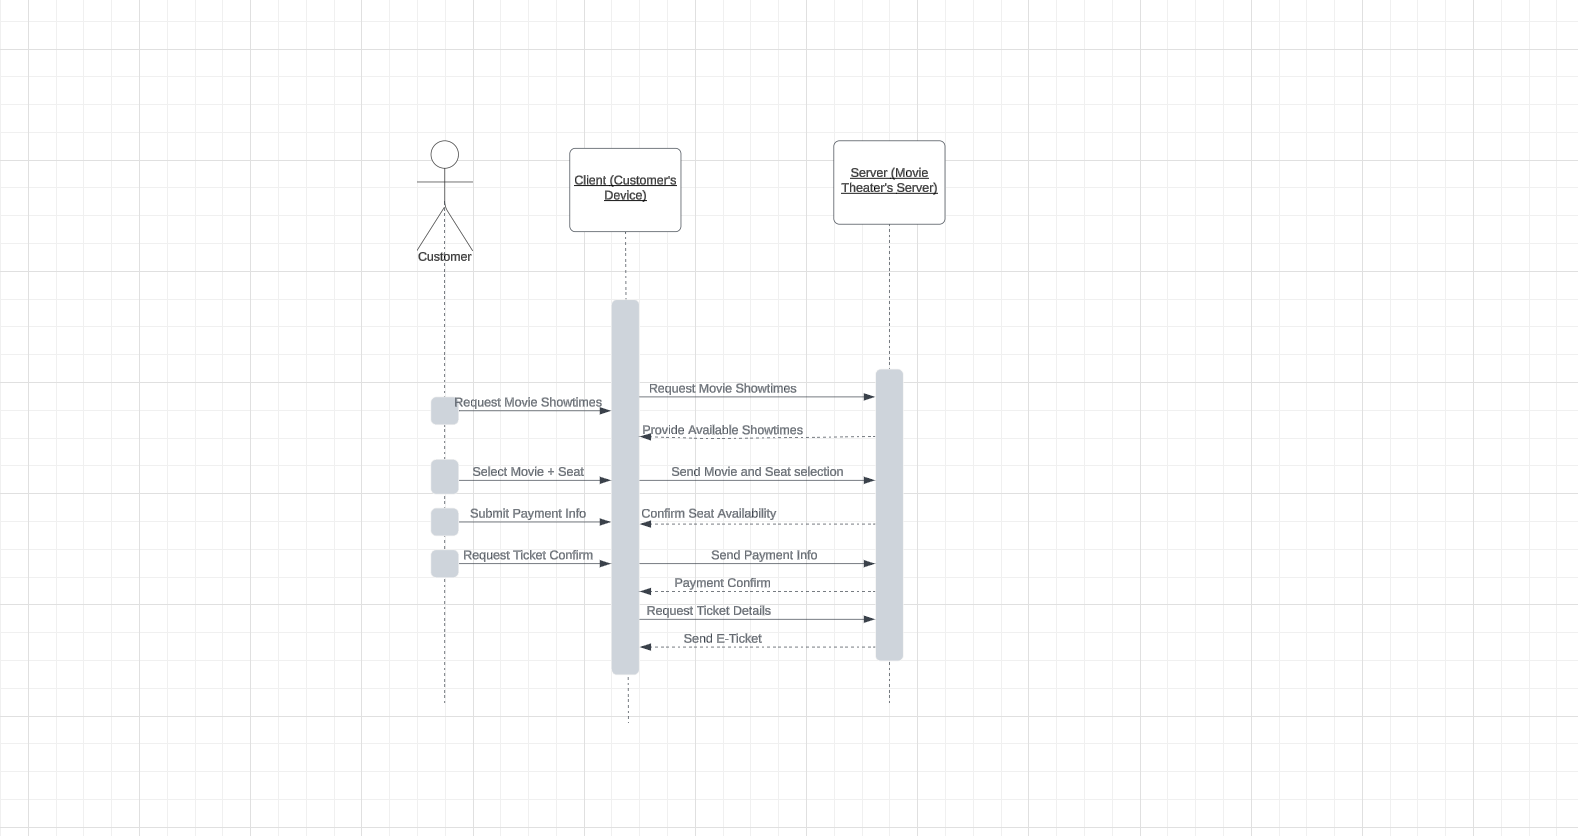 Client (Customer's
Device)
Server (Movie
Theater's Server)
Customer
Request Movie Showtimes
Request Movie Showtimes
Provide Available Showtimes
Select Movie + Seat
Send Movie and Seat selection
Submit Payment Info
Confirm Seat Availability
Request Ticket Confirm
Send Payment Info
Payment Confirm
Request Ticket Details
Send E-Ticket